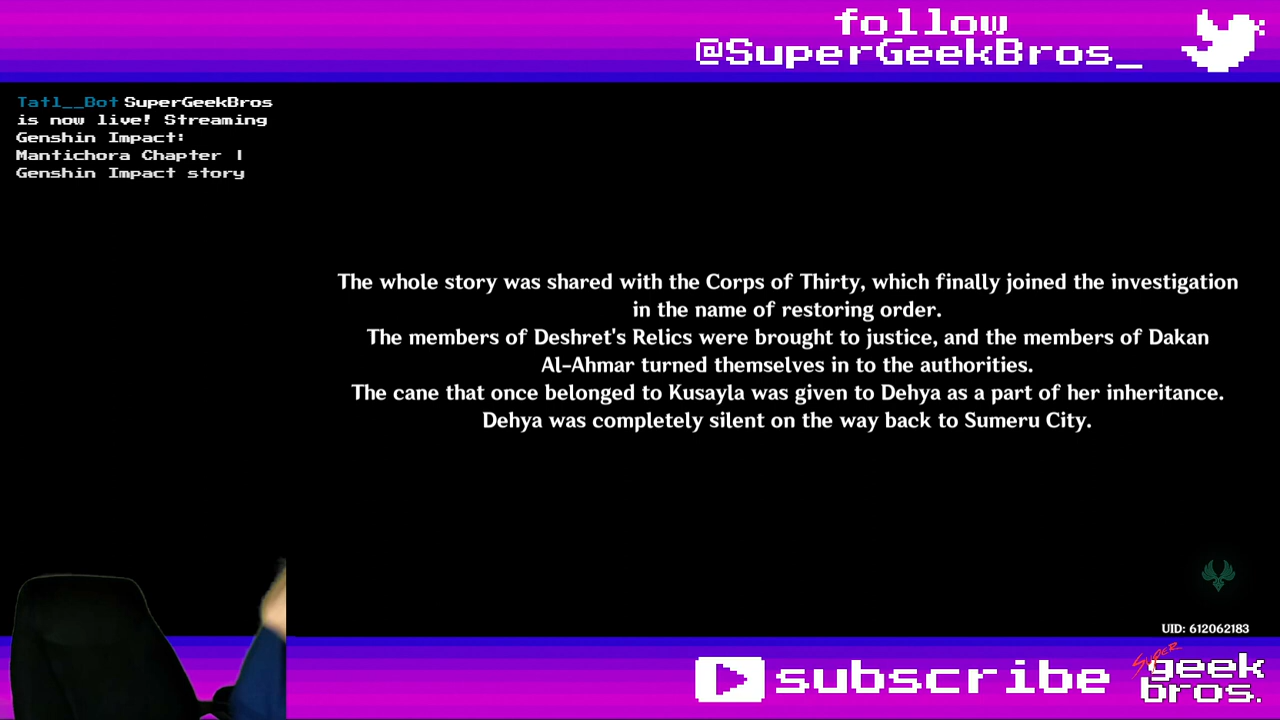 follow
@SuperGeekBros_
Tatl__Bot SuperGeekBros
is now live! Streaming
Genshin Impact:
Mantichora Chapter 1
Genshin Impact story
The whole story was shared with the Corps of Thirty, which finally joined the investigation
in the name of restoring order.
The members of Deshret's Relics were brought to justice, and the members of Dakan
Al-Ahmar turned themselves in to the authorities.
The cane that once belonged to Kusayla was given to Dehya as a part of her inheritance.
Dehya was completely silent on the way back to Sumeru City.
UID: 612062183
subscribe
SUPER
geek
bros.